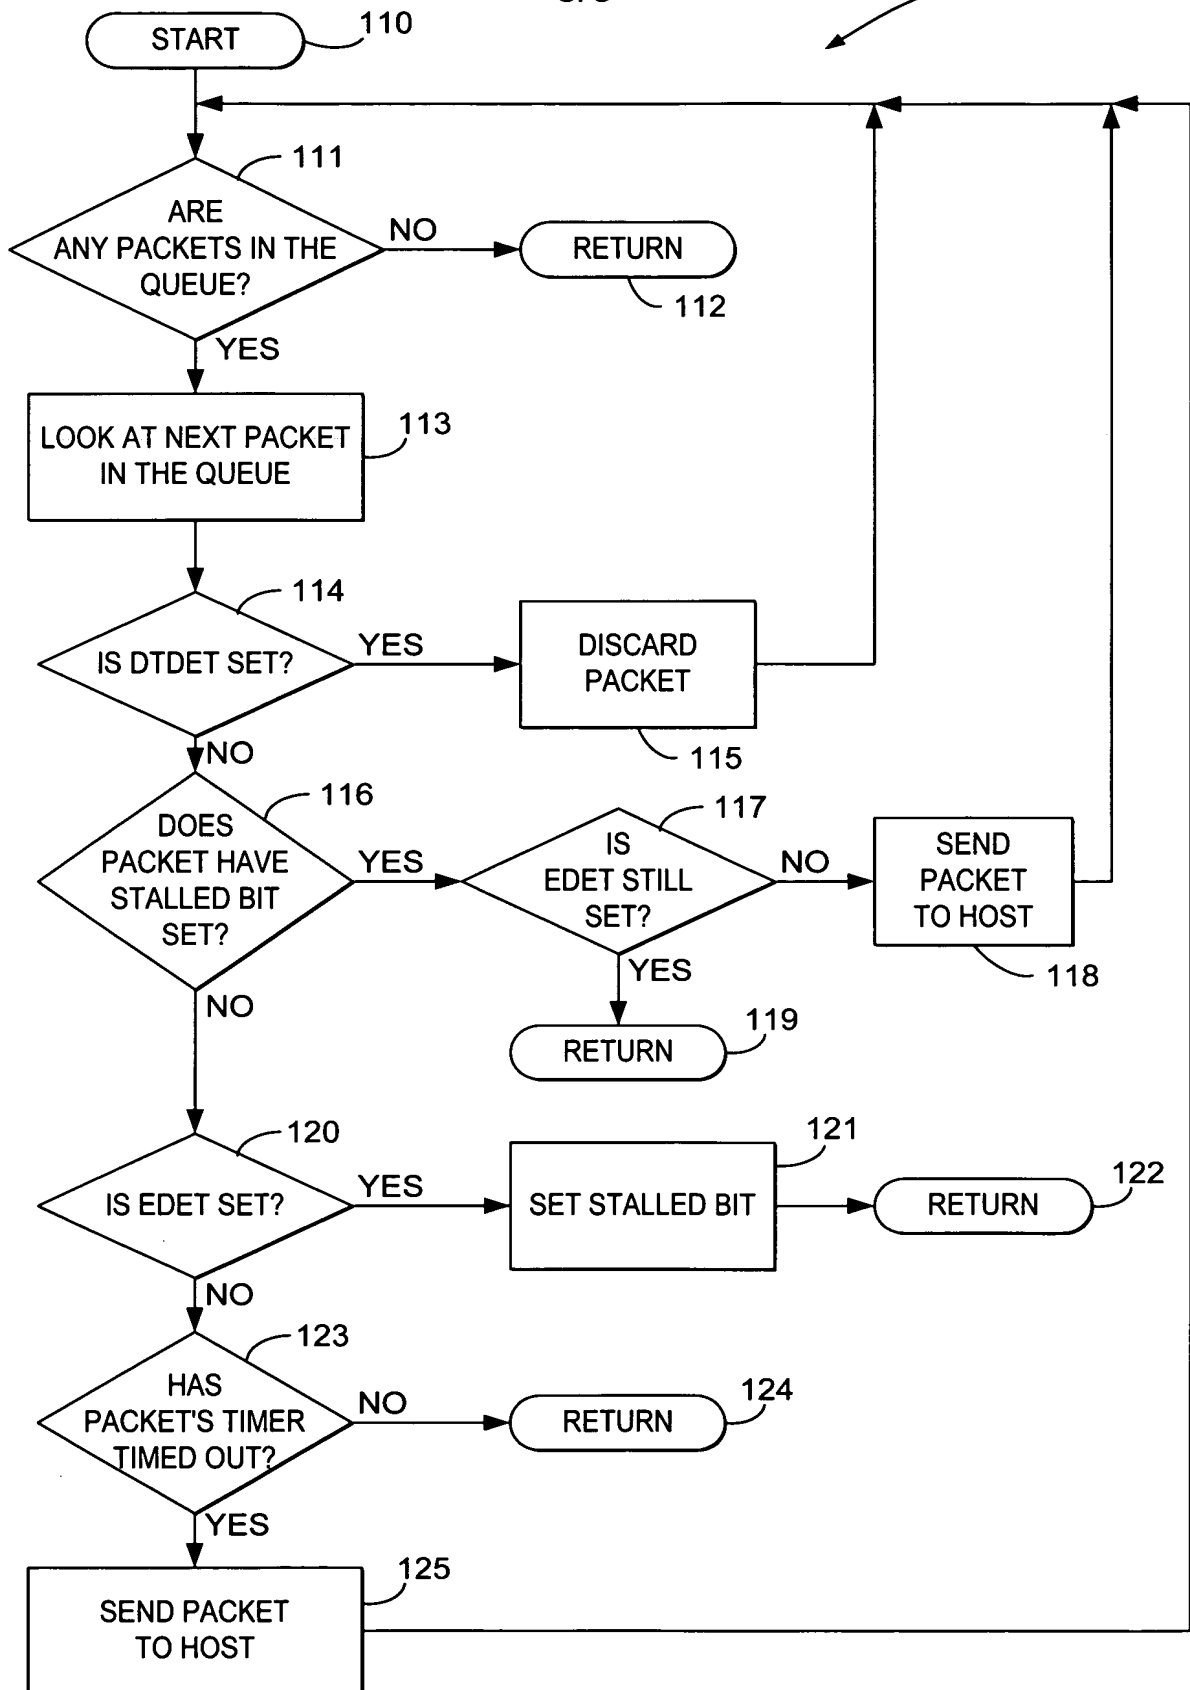 START
110
111
ARE
ANY PACKETS IN THE
QUEUE?
NO
RETURN
112
YES
LOOK AT NEXT PACKET
IN THE QUEUE
113
114
IS DTDET SET?
YES
DISCARD
PACKET
115
NO
116
DOES
PACKET HAVE
STALLED BIT
SET?
YES
117
IS
EDET STILL
SET?
NO
SEND
PACKET
TO HOST
118
YES
NO
RETURN
119
120
IS EDET SET?
YES
SET STALLED BIT
121
RETURN
122
NO
123
HAS
PACKET'S TIMER
TIMED OUT?
NO
RETURN
124
YES
SEND PACKET
TO HOST
125